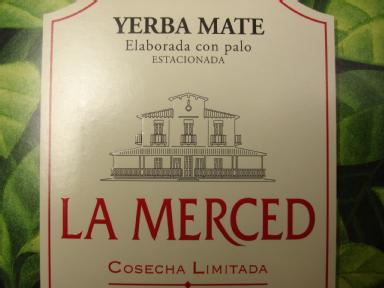 YERBA MATE
Elaborada con palo
ESTACIONADA
LA MERCED
COSECHA LIMITADA